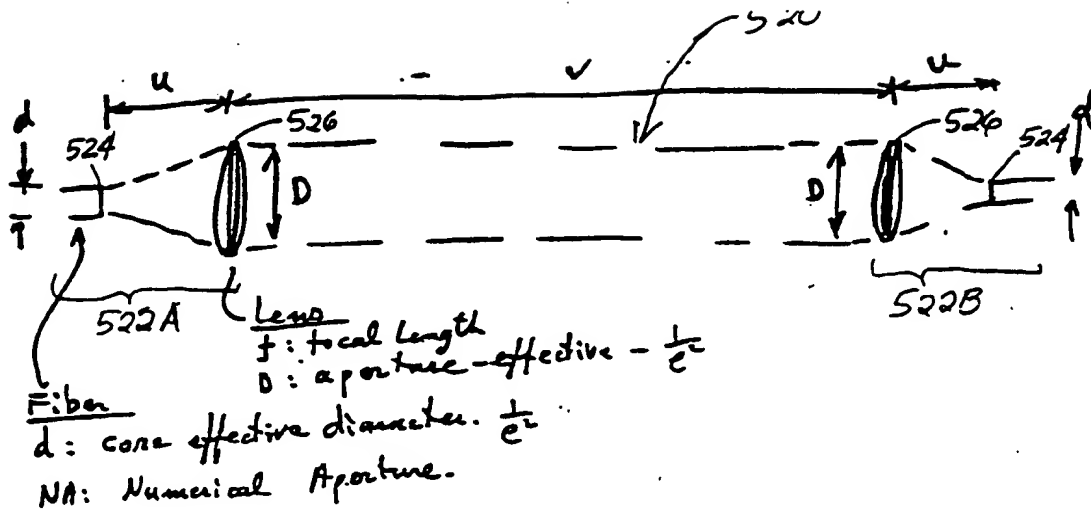 520
u v u
d 524 526 D D 526 524 d
522A 522B
Lens
f: focal Length
D: aperture-effective - 1/e²
Fiber
d: core effective diameter. 1/e²
NA: Numerical Aperture.